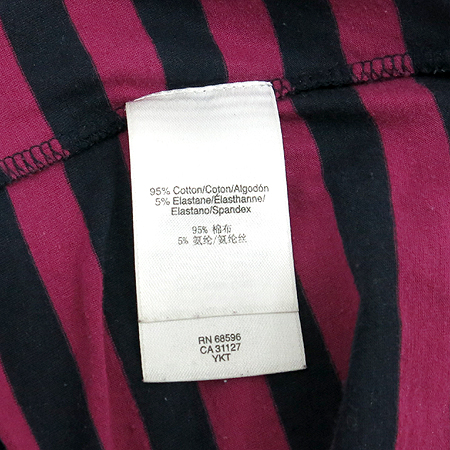 95% Cotton/Coton/Algodón
5% Elastane/Élasthanne/
Elastano/Spandex
95% 棉布
5% 氨纶/氨纶丝
RN 68596
CA 31127
YKT